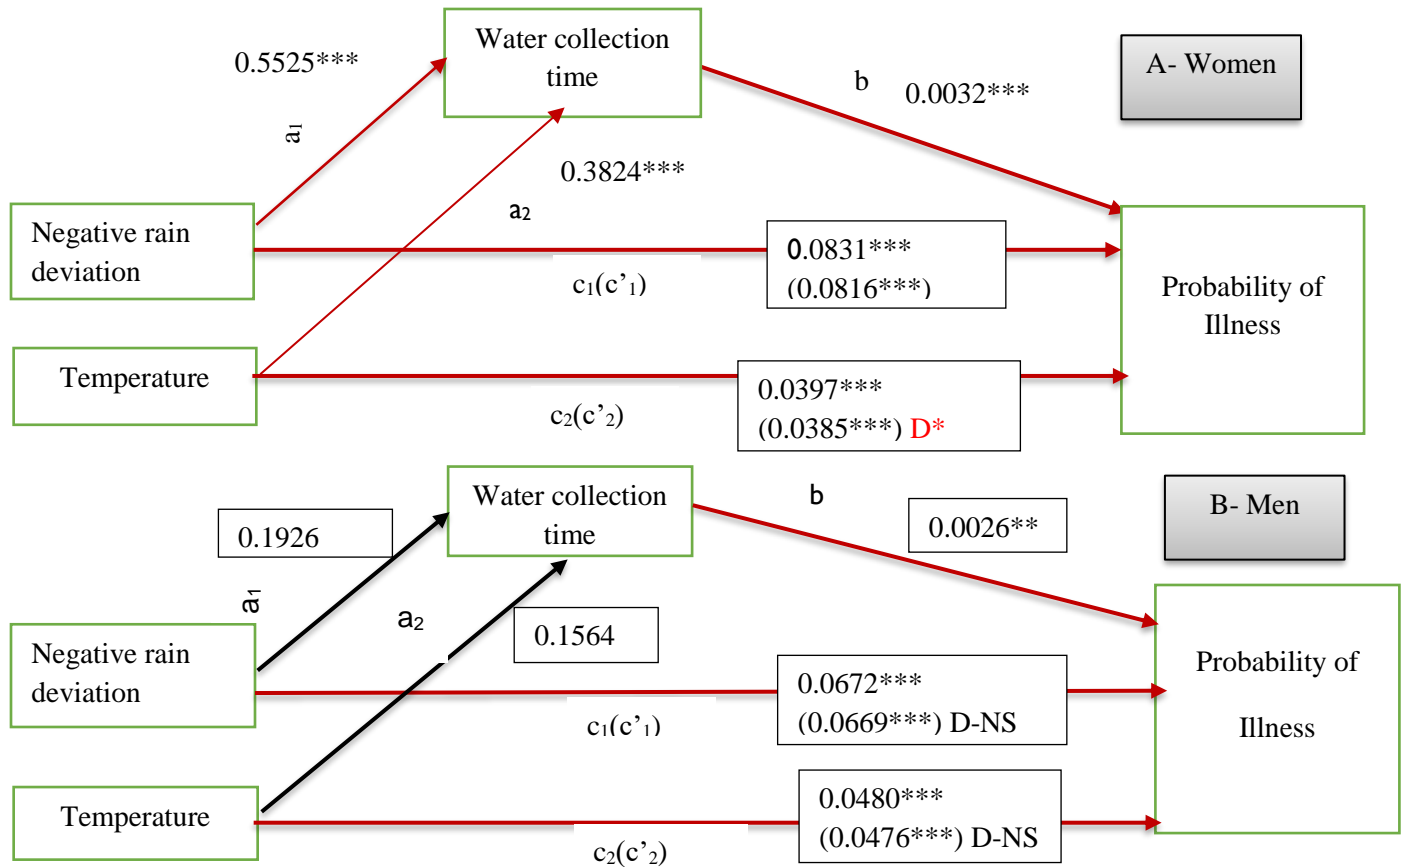 Water collection
time
A- Women
0.5525***
b
0.0032***
a₁
0.3824***
a₂
Negative rain
deviation
0.0831***
(0.0816***)
c₁(c’₁)
Probability of
Illness
Temperature
0.0397***
(0.0385***) D*
c₂(c’₂)
Water collection
time
b
B- Men
0.1926
0.0026**
a₁
a₂
0.1564
Negative rain
deviation
0.0672***
(0.0669***) D-NS
c₁(c’₁)
Probability of
Illness
Temperature
0.0480***
(0.0476***) D-NS
c₂(c’₂)